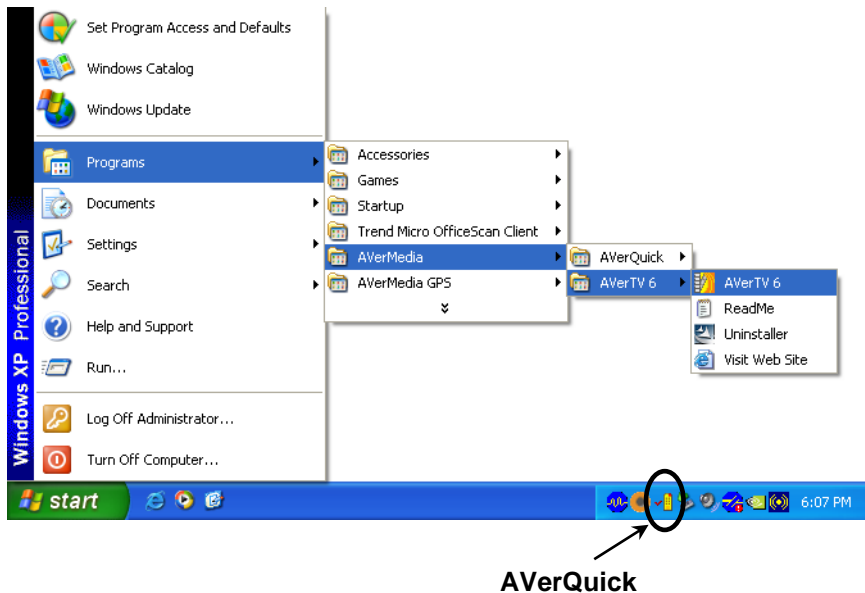 Set Program Access and Defaults
Windows Catalog
Windows Update
Programs
Documents
Settings
Search
Help and Support
Run...
Log Off Administrator...
Turn Off Computer...
Windows XP Professional
Accessories
Games
Startup
Trend Micro OfficeScan Client
AVerMedia
AVerMedia GPS
AVerQuick
AVerTV 6
AVerTV 6
ReadMe
Uninstaller
Visit Web Site
start
6:07 PM
AVerQuick